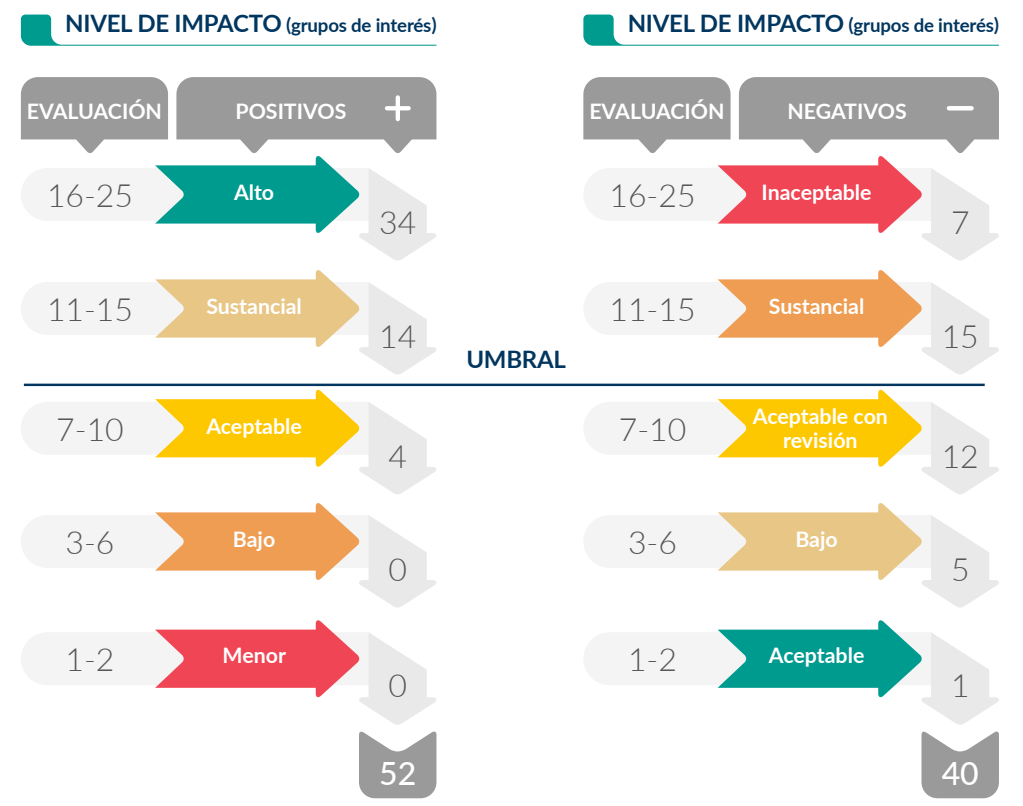 NIVEL DE IMPACTO (grupos de interés)
EVALUACIÓN
POSITIVOS +
16-25
Alto
34
11-15
Sustancial
14
UMBRAL
7-10
Aceptable
4
3-6
Bajo
0
1-2
Menor
0
52
NIVEL DE IMPACTO (grupos de interés)
EVALUACIÓN
NEGATIVOS −
16-25
Inaceptable
7
11-15
Sustancial
15
7-10
Aceptable con
revisión
12
3-6
Bajo
5
1-2
Aceptable
1
40